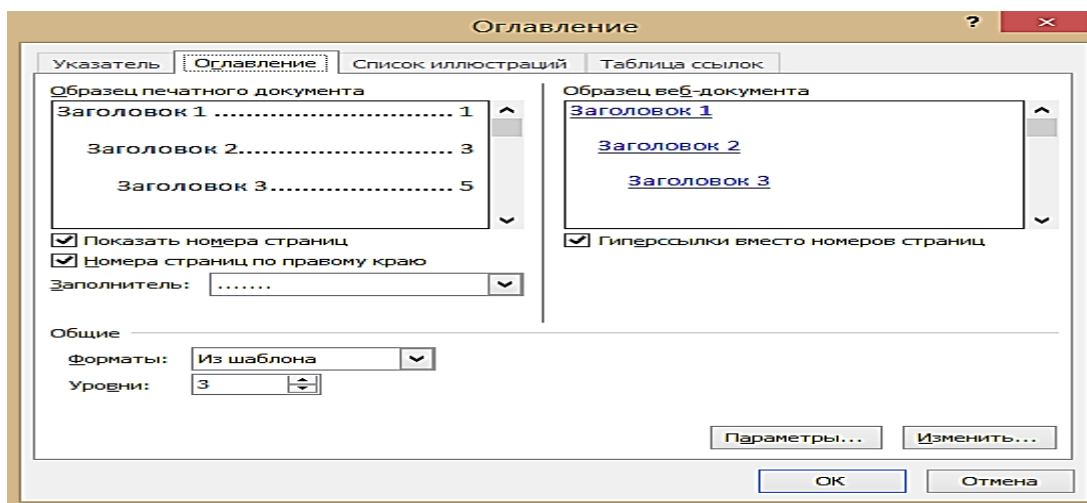 Оглавление
? ×
Указатель Оглавление Список иллюстраций Таблица ссылок
Образец печатного документа
Заголовок 1 ................................ 1
Заголовок 2............................. 3
Заголовок 3........................ 5
Показать номера страниц
Номера страниц по правому краю
Заполнитель: .......
Образец веб-документа
Заголовок 1
Заголовок 2
Заголовок 3
Гиперссылки вместо номеров страниц
Общие
Форматы: Из шаблона
Уровни: 3
Параметры... Изменить...
ОК Отмена